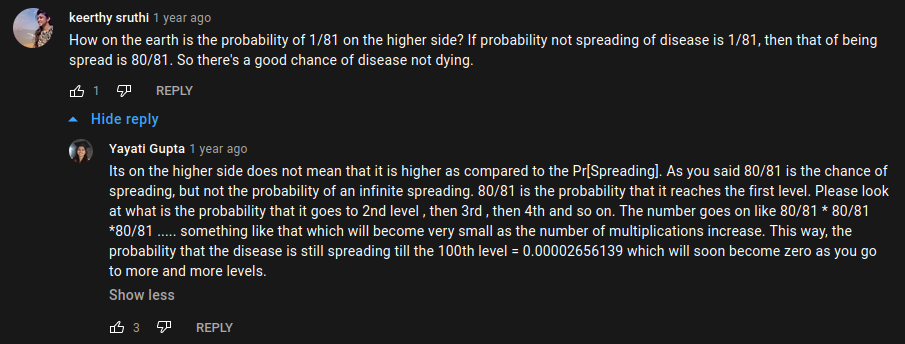 keerthy sruthi 1 year ago
How on the earth is the probability of 1/81 on the higher side? If probability not spreading of disease is 1/81, then that of being
spread is 80/81. So there's a good chance of disease not dying.
1 REPLY
Hide reply
Yayati Gupta 1 year ago
Its on the higher side does not mean that it is higher as compared to the Pr[Spreading]. As you said 80/81 is the chance of
spreading, but not the probability of an infinite spreading. 80/81 is the probability that it reaches the first level. Please look
at what is the probability that it goes to 2nd level , then 3rd , then 4th and so on. The number goes on like 80/81 * 80/81
*80/81 ..... something like that which will become very small as the number of multiplications increase. This way, the
probability that the disease is still spreading till the 100th level = 0.00002656139 which will soon become zero as you go
to more and more levels.
Show less
3 REPLY